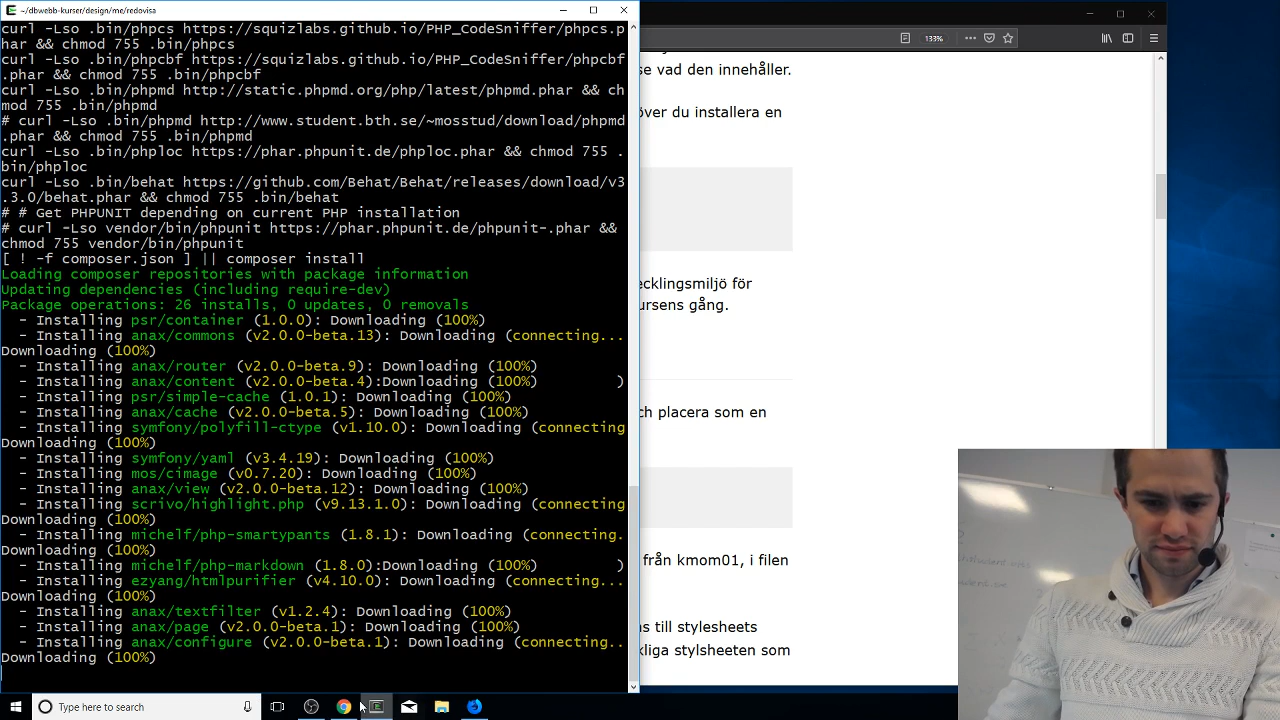 ~/dbwebb-kurser/design/me/redovisa
curl -Lso .bin/phpcs https://squizlabs.github.io/PHP_CodeSniffer/phpcs.p
har && chmod 755 .bin/phpcs
curl -Lso .bin/phpcbf https://squizlabs.github.io/PHP_CodeSniffer/phpcbf
.phar && chmod 755 .bin/phpcbf
curl -Lso .bin/phpmd http://static.phpmd.org/php/latest/phpmd.phar && ch
mod 755 .bin/phpmd
# curl -Lso .bin/phpmd http://www.student.bth.se/~mosstud/download/phpmd
.phar && chmod 755 .bin/phpmd
curl -Lso .bin/phploc https://phar.phpunit.de/phploc.phar && chmod 755 .
bin/phploc
curl -Lso .bin/behat https://github.com/Behat/Behat/releases/download/v3
.3.0/behat.phar && chmod 755 .bin/behat
# # Get PHPUNIT depending on current PHP installation
# curl -Lso vendor/bin/phpunit https://phar.phpunit.de/phpunit-.phar &&
chmod 755 vendor/bin/phpunit
[ ! -f composer.json ] || composer install
Loading composer repositories with package information
Updating dependencies (including require-dev)
Package operations: 26 installs, 0 updates, 0 removals
- Installing psr/container (1.0.0): Downloading (100%)
- Installing anax/commons (v2.0.0-beta.13): Downloading (connecting...
Downloading (100%)
- Installing anax/router (v2.0.0-beta.9): Downloading (100%)
- Installing anax/content (v2.0.0-beta.4):Downloading (100%)         )
- Installing psr/simple-cache (1.0.1): Downloading (100%)
- Installing anax/cache (v2.0.0-beta.5): Downloading (100%)
- Installing symfony/polyfill-ctype (v1.10.0): Downloading (connecting
Downloading (100%)
- Installing symfony/yaml (v3.4.19): Downloading (100%)
- Installing mos/cimage (v0.7.20): Downloading (100%)
- Installing anax/view (v2.0.0-beta.12): Downloading (100%)
- Installing scrivo/highlight.php (v9.13.1.0): Downloading (connecting
Downloading (100%)
- Installing michelf/php-smartypants (1.8.1): Downloading (connecting.
Downloading (100%)
- Installing michelf/php-markdown (1.8.0):Downloading (100%)         )
- Installing ezyang/htmlpurifier (v4.10.0): Downloading (connecting...
Downloading (100%)
- Installing anax/textfilter (v1.2.4): Downloading (100%)
- Installing anax/page (v2.0.0-beta.1): Downloading (100%)
- Installing anax/configure (v2.0.0-beta.1): Downloading (connecting..
Downloading (100%)
133%
se vad den innehåller.
över du installera en
ecklingsmiljö för
ursens gång.
ch placera som en
från kmom01, i filen
s till stylesheets
kliga stylsheeten som
Type here to search